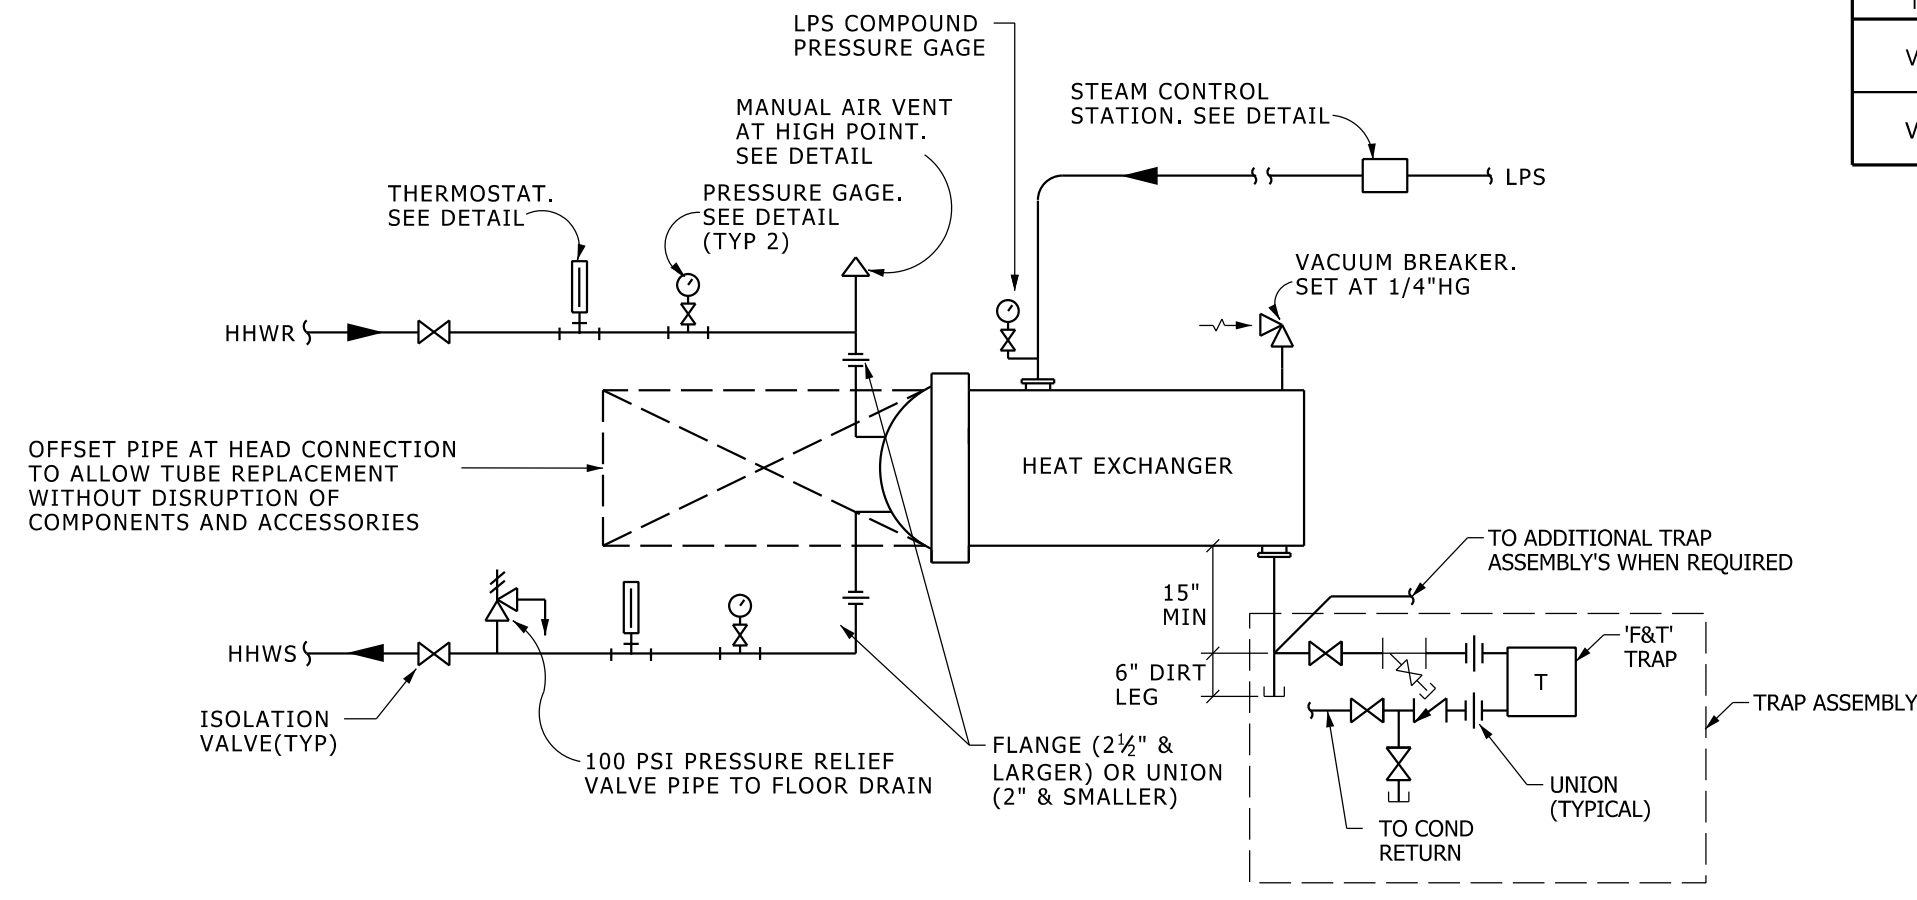 LPS COMPOUND
PRESSURE GAGE
MANUAL AIR VENT
AT HIGH POINT.
SEE DETAIL
STEAM CONTROL
STATION. SEE DETAIL
LPS
THERMOSTAT.
SEE DETAIL
PRESSURE GAGE.
SEE DETAIL
(TYP 2)
VACUUM BREAKER.
SET AT 1/4"HG
HHWR
OFFSET PIPE AT HEAD CONNECTION
TO ALLOW TUBE REPLACEMENT
WITHOUT DISRUPTION OF
COMPONENTS AND ACCESSORIES
HEAT EXCHANGER
TO ADDITIONAL TRAP
ASSEMBLY'S WHEN REQUIRED
15"
MIN
6" DIRT
LEG
'F&T'
TRAP
T
TRAP ASSEMBLY
HHWS
ISOLATION
VALVE(TYP)
100 PSI PRESSURE RELIEF
VALVE PIPE TO FLOOR DRAIN
FLANGE (2½" &
LARGER) OR UNION
(2" & SMALLER)
UNION
(TYPICAL)
TO COND
RETURN